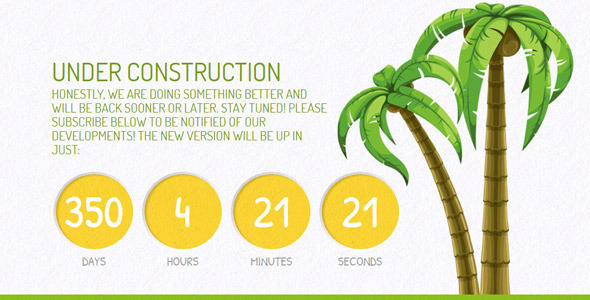 UNDER CONSTRUCTION
HONESTLY, WE ARE DOING SOMETHING BETTER AND
WILL BE BACK SOONER OR LATER. STAY TUNED! PLEASE
SUBSCRIBE BELOW TO BE NOTIFIED OF OUR
DEVELOPMENTS! THE NEW VERSION WILL BE UP IN
JUST:
350 4 21 21
DAYS HOURS MINUTES SECONDS